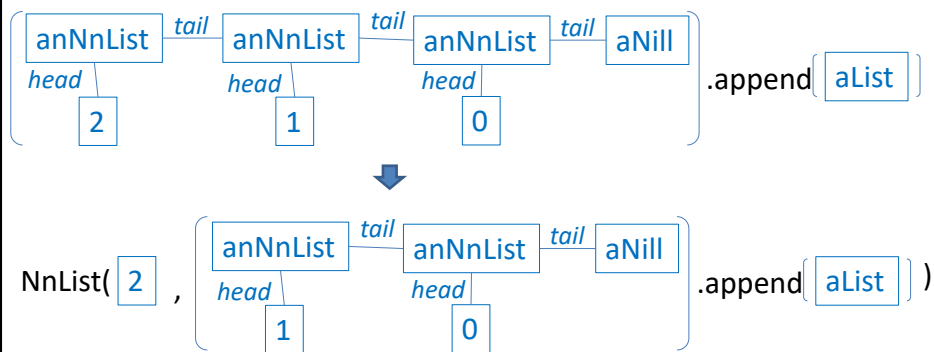 anNnList tail anNnList tail anNnList tail aNill
head head head .append( aList )
2 1 0
anNnList tail anNnList tail aNill
NnList( 2 , head head .append( aList ) )
1 0